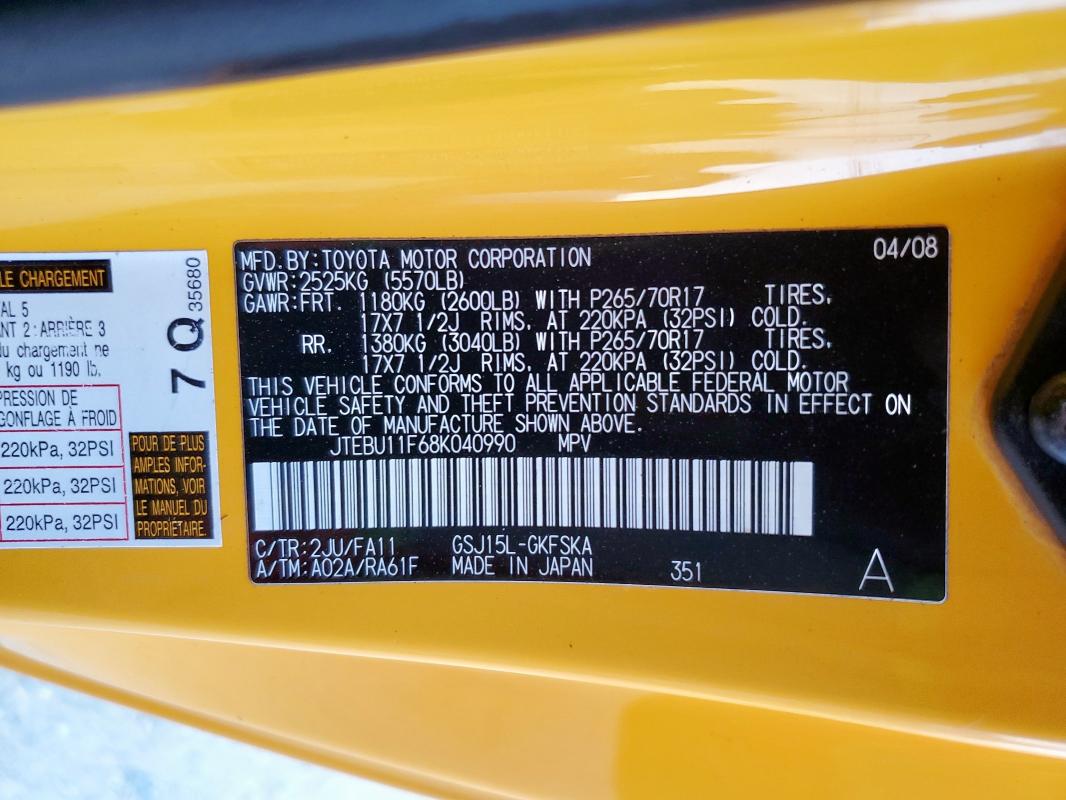 LE CHARGEMENT
AL 5
ANT 2 : ARRIÈRE 3
du chargement ne
kg ou 1190 lb.
PRESSION DE
GONFLAGE À FROID
220kPa, 32PSI
220kPa, 32PSI
220kPa, 32PSI
7 Q 35680
POUR DE PLUS
AMPLES INFOR-
MATIONS, VOIR
LE MANUEL DU
PROPRIÉTAIRE.
MFD.BY:TOYOTA MOTOR CORPORATION 04/08
GVWR:2525KG (5570LB)
GAWR:FRT. 1180KG (2600LB) WITH P265/70R17 TIRES,
17X7 1/2J RIMS, AT 220KPA (32PSI) COLD.
RR. 1380KG (3040LB) WITH P265/70R17 TIRES,
17X7 1/2J RIMS, AT 220KPA (32PSI) COLD.
THIS VEHICLE CONFORMS TO ALL APPLICABLE FEDERAL MOTOR
VEHICLE SAFETY AND THEFT PREVENTION STANDARDS IN EFFECT ON
THE DATE OF MANUFACTURE SHOWN ABOVE.
JTEBU11F68K040990 MPV
C/TR:2JU/FA11 GSJ15L-GKFSKA
A/TM:A02A/RA61F MADE IN JAPAN 351 A